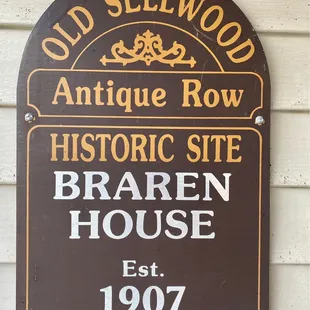 OLD SELLWOOD
Antique Row
HISTORIC SITE
BRAREN
HOUSE
Est.
1907